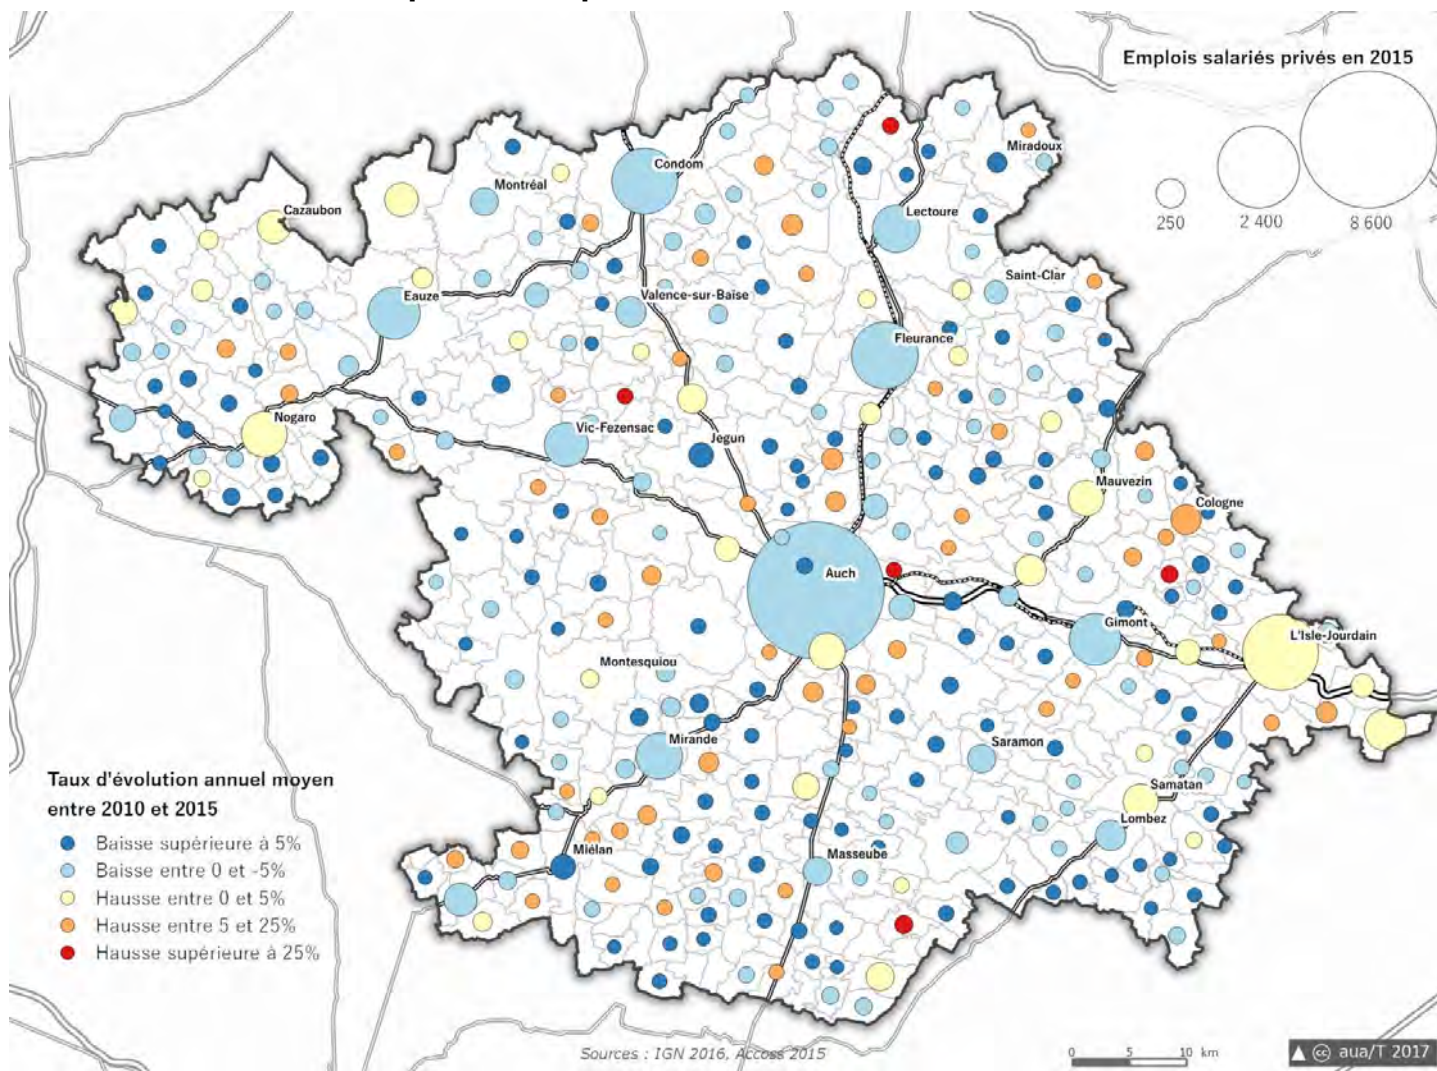 Emplois salariés privés en 2015
250
2 400
8 600
Miradoux
Condom
Montréal
Cazaubon
Lectoure
Saint-Clar
Eauze
Valence-sur-Baïse
Fleurance
Nogaro
Vic-Fezensac
Jegun
Mauvezin
Cologne
Auch
Gimont
L'Isle-Jourdain
Montesquiou
Mirande
Saramon
Samatan
Lombez
Miélan
Masseube
Taux d'évolution annuel moyen
entre 2010 et 2015
Baisse supérieure à 5%
Baisse entre 0 et -5%
Hausse entre 0 et 5%
Hausse entre 5 et 25%
Hausse supérieure à 25%
Sources : IGN 2016, Accoss 2015
0 5 10 km
cc aua/T 2017